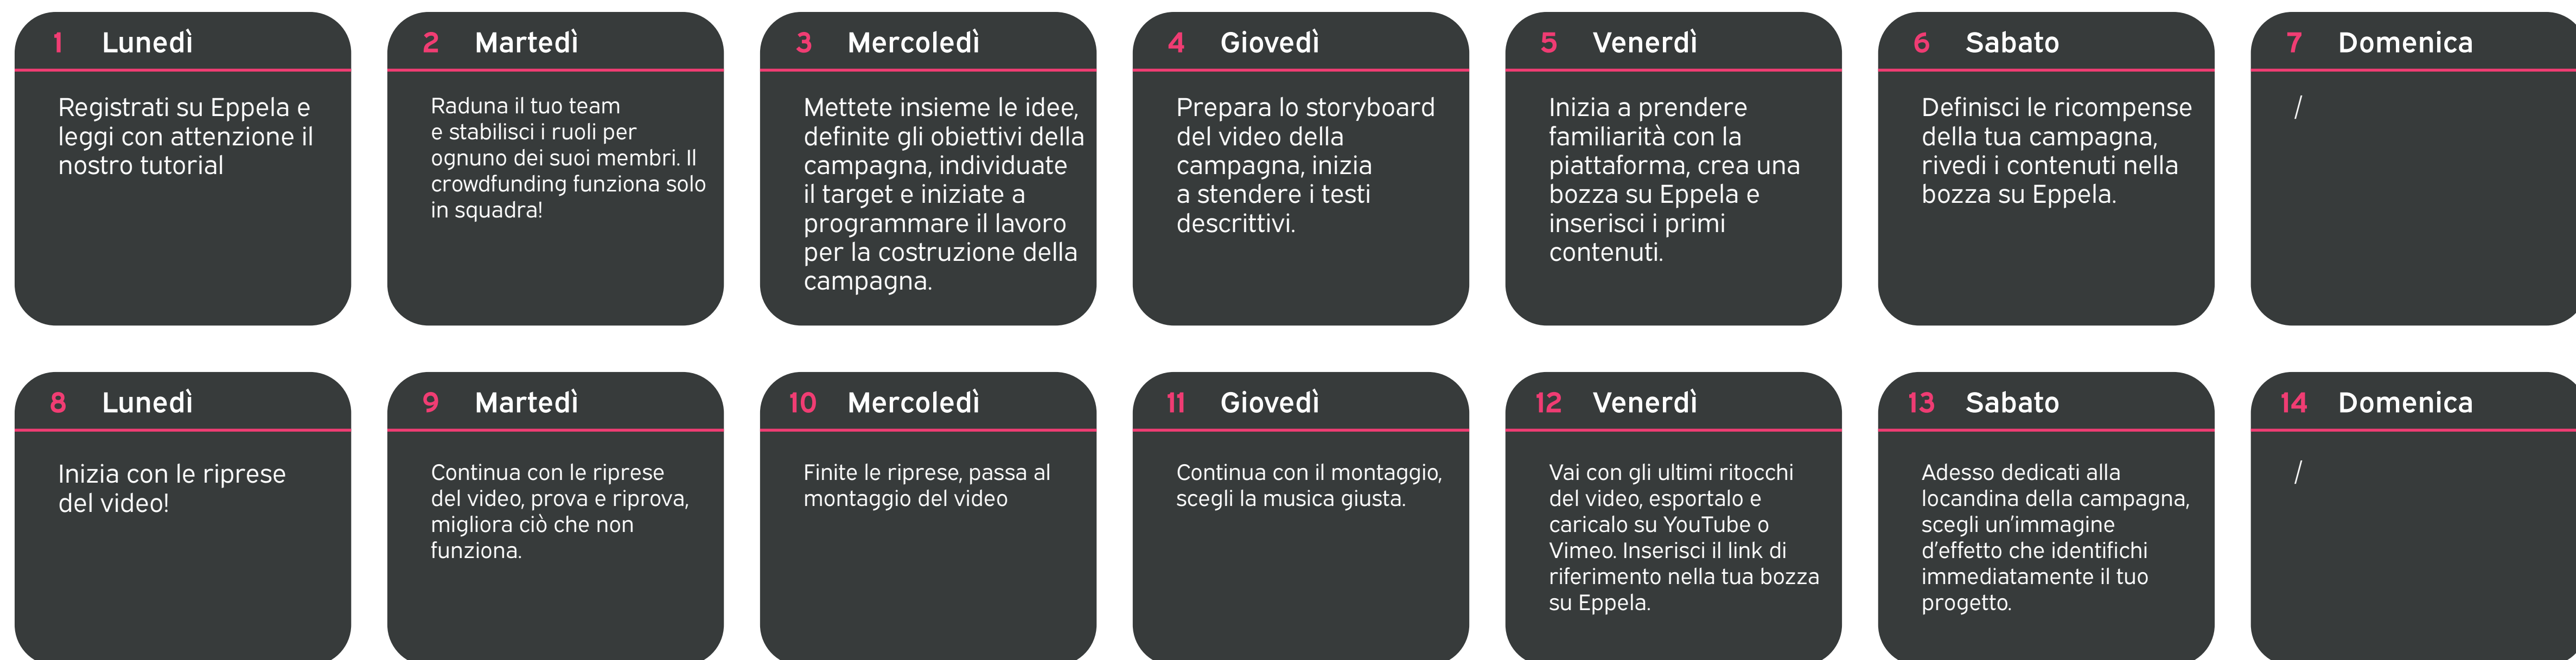 1 Lunedì
Registrati su Eppela e
leggi con attenzione il
nostro tutorial
2 Martedì
Raduna il tuo team
e stabilisci i ruoli per
ognuno dei suoi membri. Il
crowdfunding funziona solo
in squadra!
3 Mercoledì
Mettete insieme le idee,
definite gli obiettivi della
campagna, individuate
il target e iniziate a
programmare il lavoro
per la costruzione della
campagna.
4 Giovedì
Prepara lo storyboard
del video della
campagna, inizia
a stendere i testi
descrittivi.
5 Venerdì
Inizia a prendere
familiarità con la
piattaforma, crea una
bozza su Eppela e
inserisci i primi
contenuti.
6 Sabato
Definisci le ricompense
della tua campagna,
rivedi i contenuti nella
bozza su Eppela.
7 Domenica
/
8 Lunedì
Inizia con le riprese
del video!
9 Martedì
Continua con le riprese
del video, prova e riprova,
migliora ciò che non
funziona.
10 Mercoledì
Finite le riprese, passa al
montaggio del video
11 Giovedì
Continua con il montaggio,
scegli la musica giusta.
12 Venerdì
Vai con gli ultimi ritocchi
del video, esportalo e
caricalo su YouTube o
Vimeo. Inserisci il link di
riferimento nella tua bozza
su Eppela.
13 Sabato
Adesso dedicati alla
locandina della campagna,
scegli un’immagine
d’effetto che identifichi
immediatamente il tuo
progetto.
14 Domenica
/